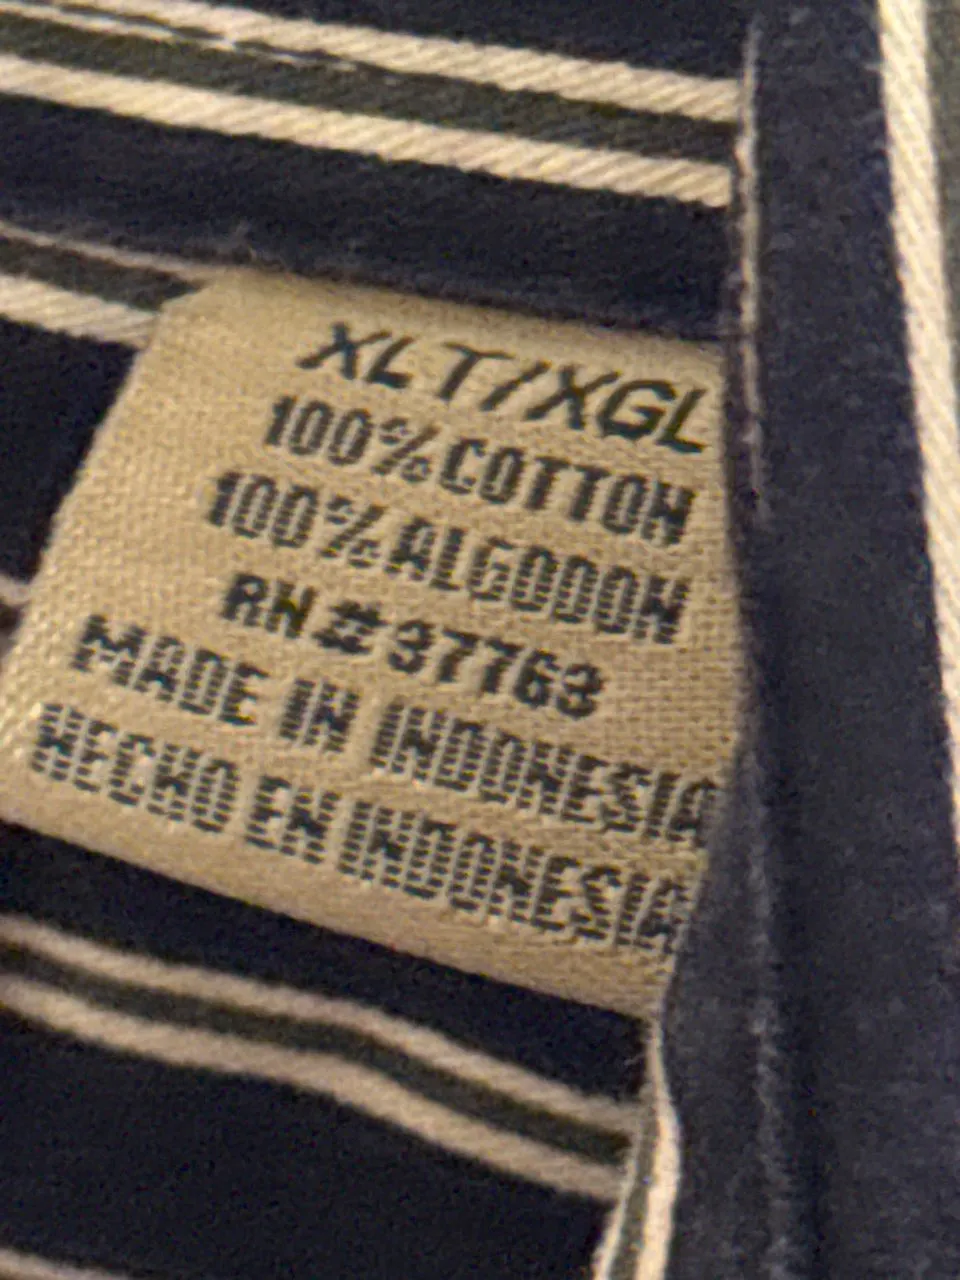 XLT/XGL
100% COTTON
100% ALGODON
RN # 37763
MADE IN INDONESIA
HECHO EN INDONESIA